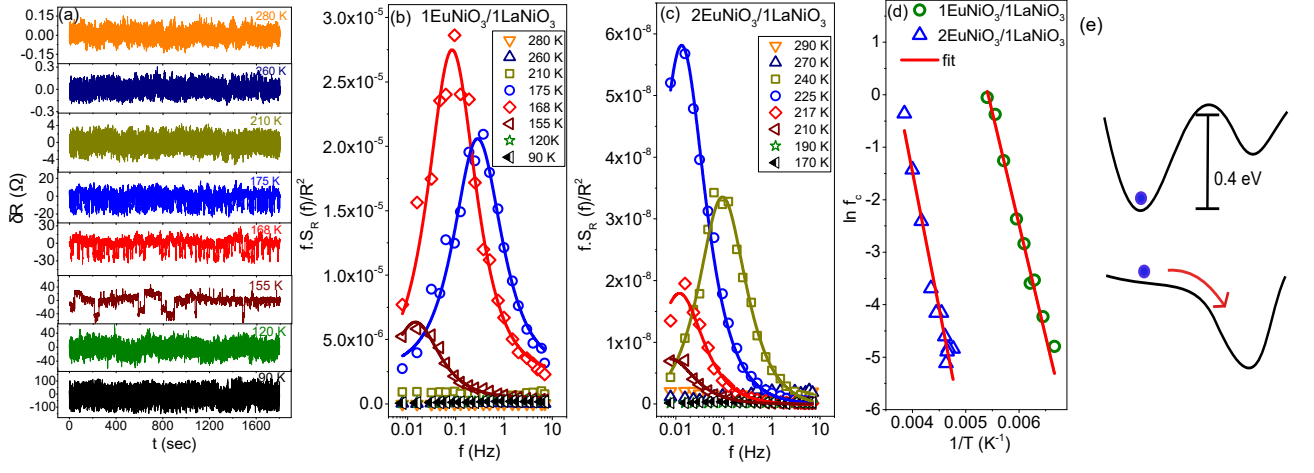 (a)
280 K
0.15
0.00
-0.15
260 K
0.3
0.0
-0.3
210 K
4
0
-4
175 K
20
0
-20
168 K
30
0
-30
155 K
40
0
-40
120 K
40
0
-40
90 K
100
0
-100
δR (Ω)
0 400 800 1200 1600
t (sec)
(b) 1EuNiO3/1LaNiO3
280 K
260 K
210 K
175 K
168 K
155 K
120K
90 K
3.0x10-5
2.5x10-5
2.0x10-5
1.5x10-5
1.0x10-5
5.0x10-6
0.0
f.SR (f)/R2
0.01 0.1 1 10
f (Hz)
(c) 2EuNiO3/1LaNiO3
290 K
270 K
240 K
225 K
217 K
210 K
190 K
170 K
6x10-8
5x10-8
4x10-8
3x10-8
2x10-8
1x10-8
0
f.SR (f)/R2
0.01 0.1 1 10
f (Hz)
(d)
1EuNiO3/1LaNiO3
2EuNiO3/1LaNiO3
fit
1
0
-1
-2
-3
-4
-5
-6
ln fc
0.004 0.005 0.006
1/T (K-1)
(e)
0.4 eV